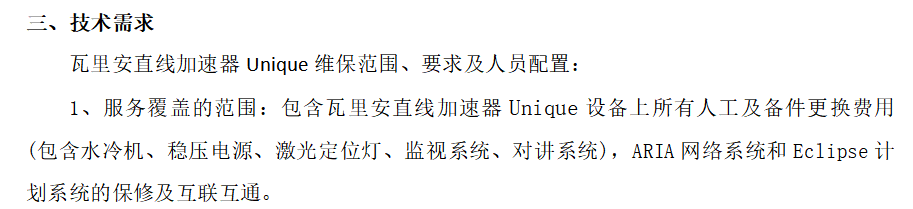 三、技术需求
瓦里安直线加速器 Unique 维保范围、要求及人员配置：
1、服务覆盖的范围：包含瓦里安直线加速器 Unique 设备上所有人工及备件更换费用
(包含水冷机、稳压电源、激光定位灯、监视系统、对讲系统)，ARIA 网络系统和 Eclipse 计
划系统的保修及互联互通。